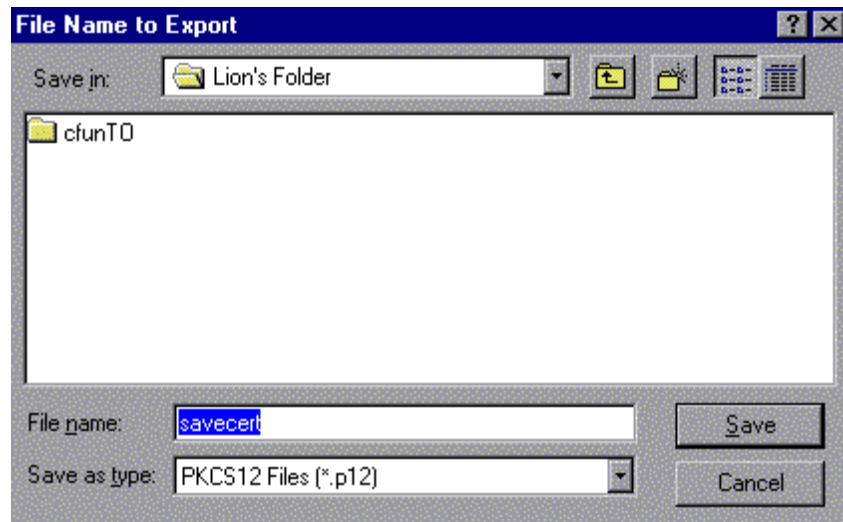 File Name to Export
Save in: Lion's Folder
cfunTO
File name: savecert Save
Save as type: PKCS12 Files (*.p12) Cancel